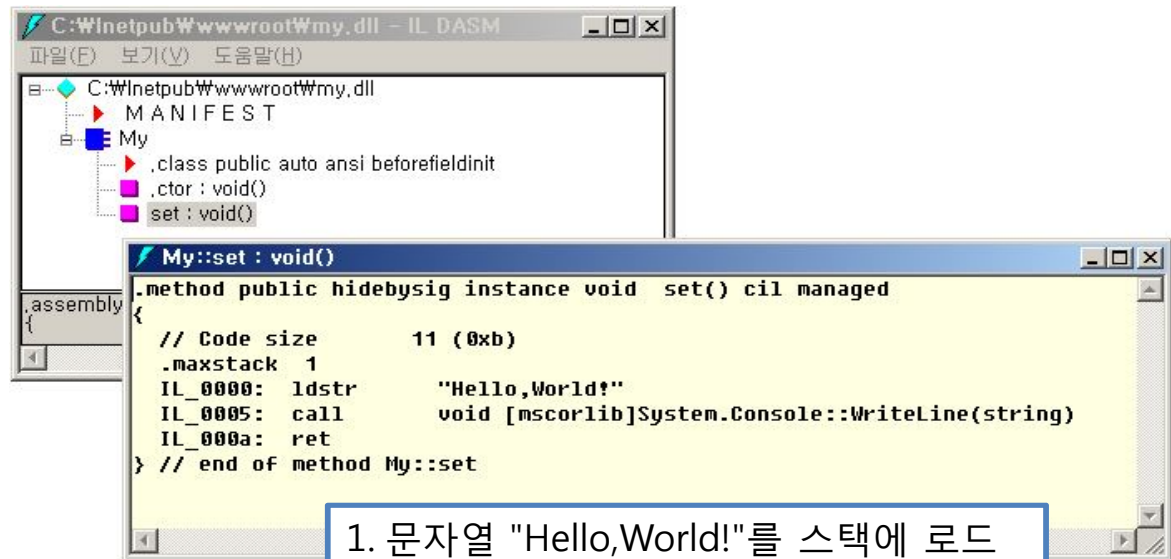 C:₩Inetpub₩wwwroot₩my.dll - IL DASM
파일(F) 보기(V) 도움말(H)
C:₩Inetpub₩wwwroot₩my.dll
M A N I F E S T
My
.class public auto ansi beforefieldinit
.ctor : void()
set : void()
.assembly
{
My::set : void()
.method public hidebysig instance void  set() cil managed
{
// Code size       11 (0xb)
.maxstack  1
IL_0000:  ldstr      "Hello,World!"
IL_0005:  call       void [mscorlib]System.Console::WriteLine(string)
IL_000a:  ret
} // end of method My::set
1. 문자열 "Hello,World!"를 스택에 로드